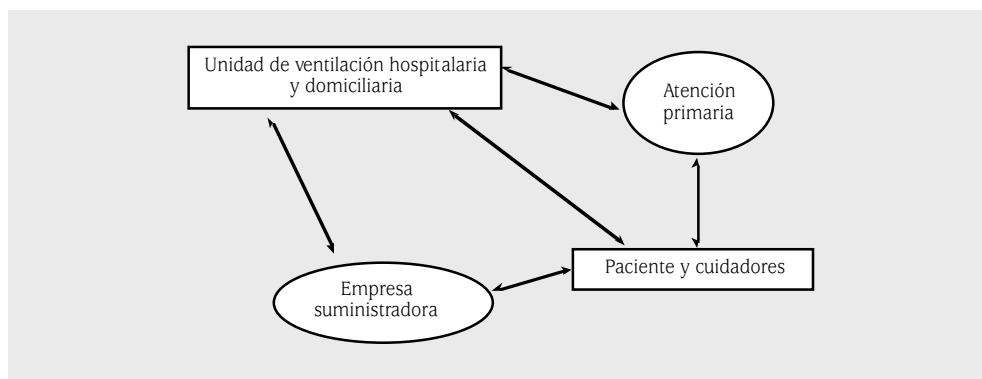 Unidad de ventilación hospitalaria
y domiciliaria
Atención
primaria
Paciente y cuidadores
Empresa
suministradora